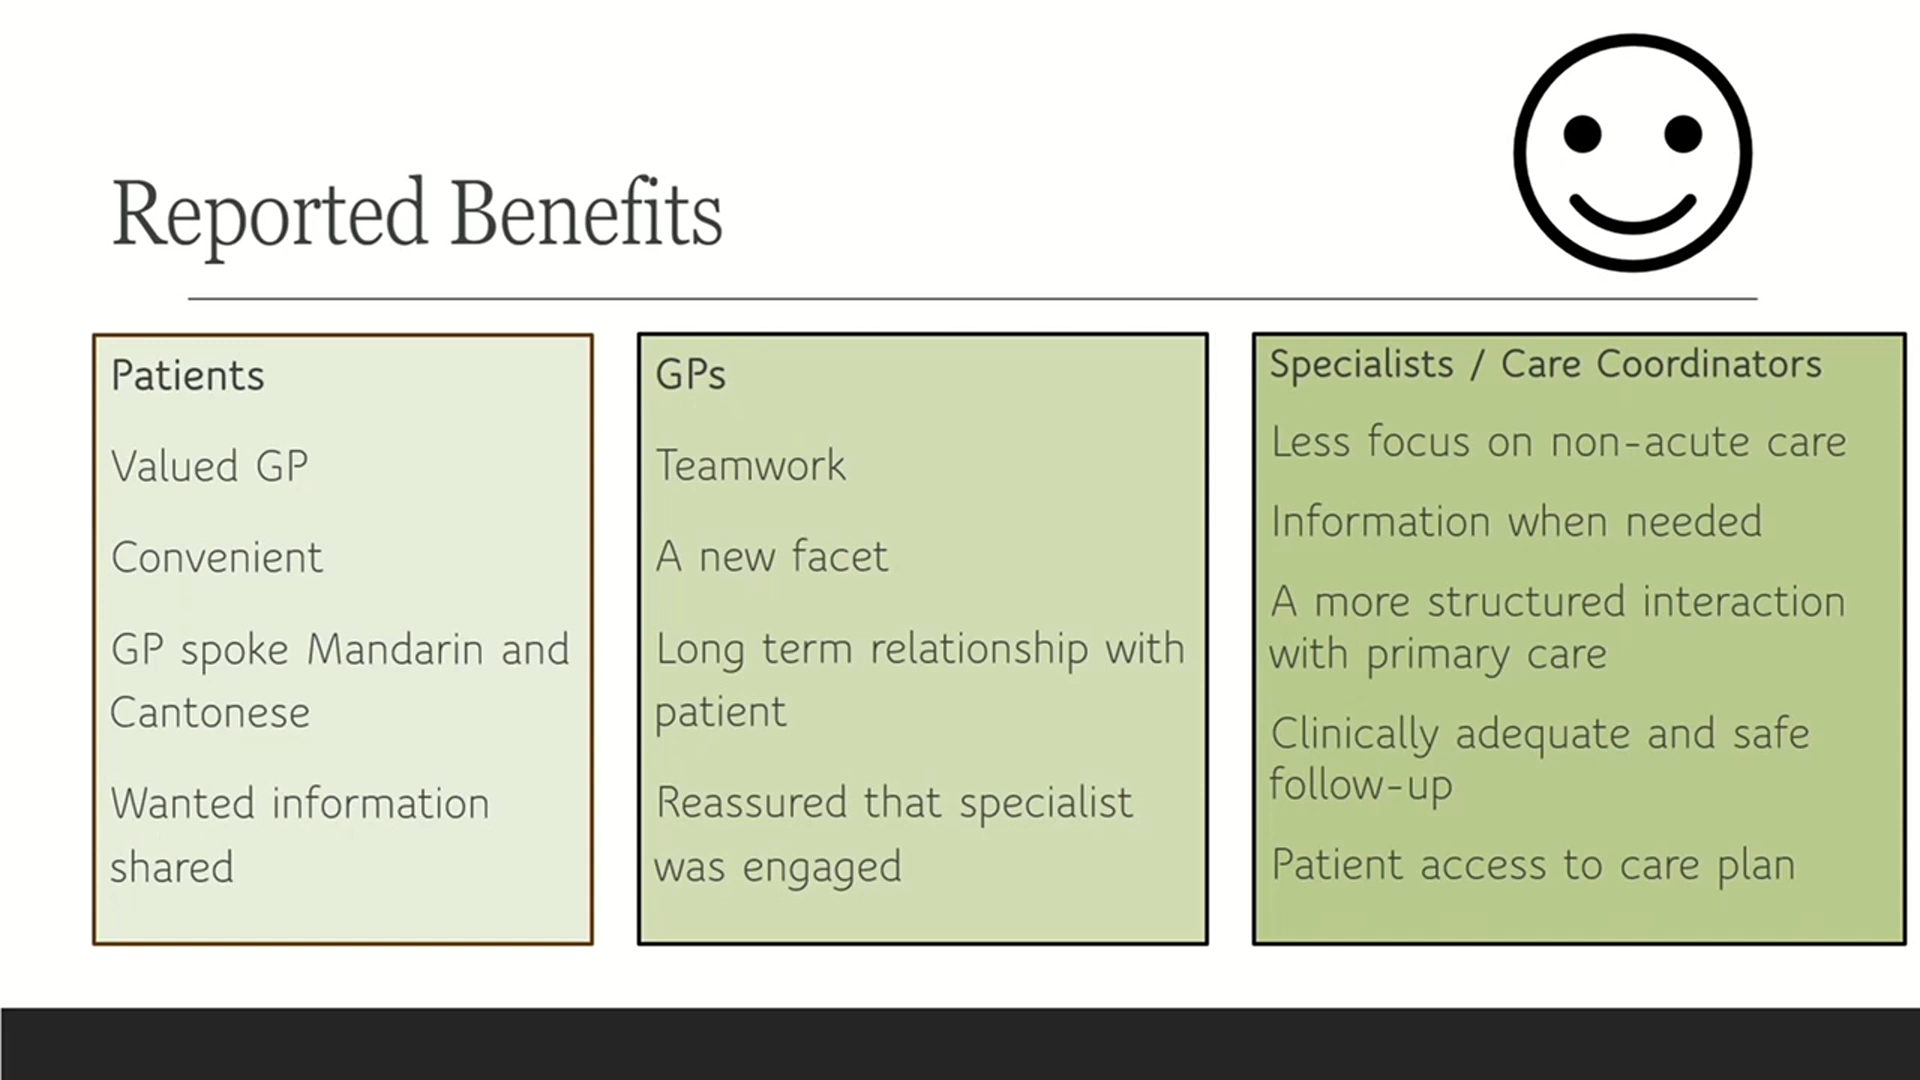 Reported Benefits
Patients
Valued GP
Convenient
GP spoke Mandarin and
Cantonese
Wanted information
shared
GPs
Teamwork
A new facet
Long term relationship with
patient
Reassured that specialist
was engaged
Specialists / Care Coordinators
Less focus on non-acute care
Information when needed
A more structured interaction
with primary care
Clinically adequate and safe
follow-up
Patient access to care plan